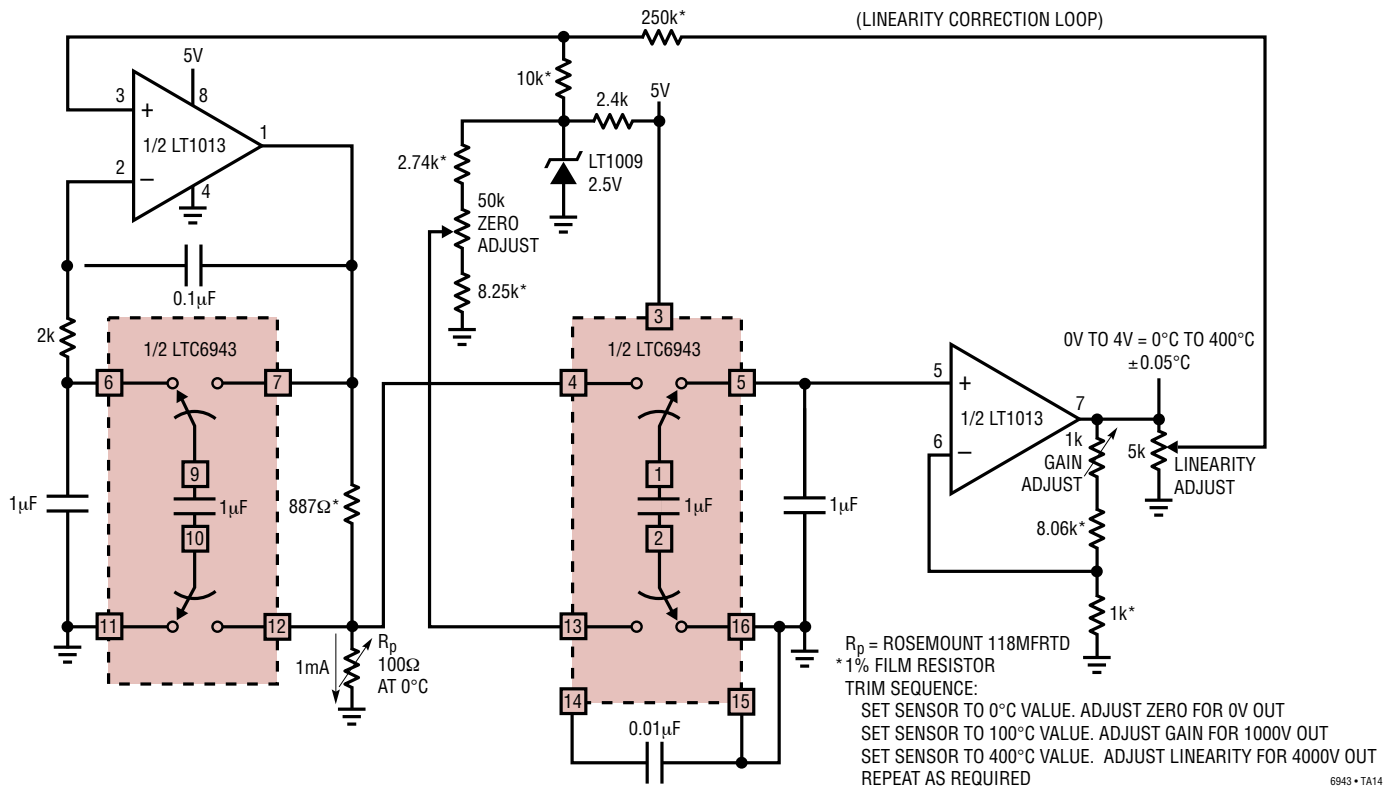 250k*
(LINEARITY CORRECTION LOOP)
5V
10k*
5V
2.4k
3
+
8
1/2 LT1013
1
2
−
4
2.74k*
LT1009
2.5V
50k
ZERO
ADJUST
0.1µF
8.25k*
2k
3
1/2 LTC6943
1/2 LTC6943
0V TO 4V = 0°C TO 400°C
±0.05°C
6
7
4
5
5
+
1/2 LT1013
7
6
−
1k
GAIN
ADJUST
5k
LINEARITY
ADJUST
9
1µF
10
1µF
887Ω*
1
1µF
2
1µF
8.06k*
11
12
13
16
1k*
1mA
Rp
100Ω
AT 0°C
14
15
0.01µF
Rp = ROSEMOUNT 118MFRTD
*1% FILM RESISTOR
TRIM SEQUENCE:
SET SENSOR TO 0°C VALUE. ADJUST ZERO FOR 0V OUT
SET SENSOR TO 100°C VALUE. ADJUST GAIN FOR 1000V OUT
SET SENSOR TO 400°C VALUE. ADJUST LINEARITY FOR 4000V OUT
REPEAT AS REQUIRED
6943 • TA14